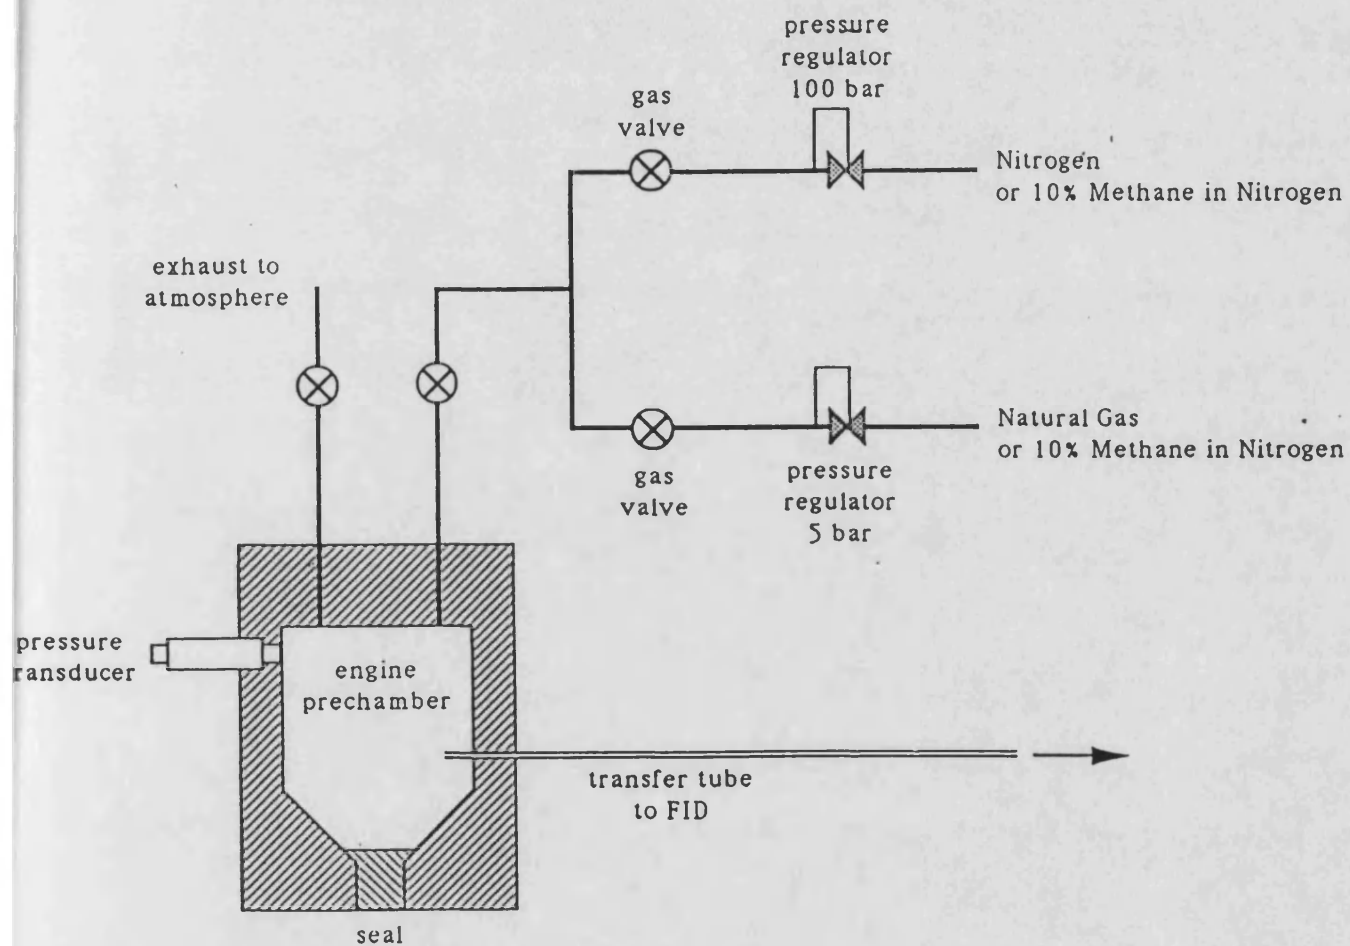 pressure
regulator
100 bar
gas
valve
Nitrogen
or 10% Methane in Nitrogen
exhaust to
atmosphere
Natural Gas
or 10% Methane in Nitrogen
gas
valve
pressure
regulator
5 bar
pressure
ransducer
engine
prechamber
transfer tube
to FID
seal